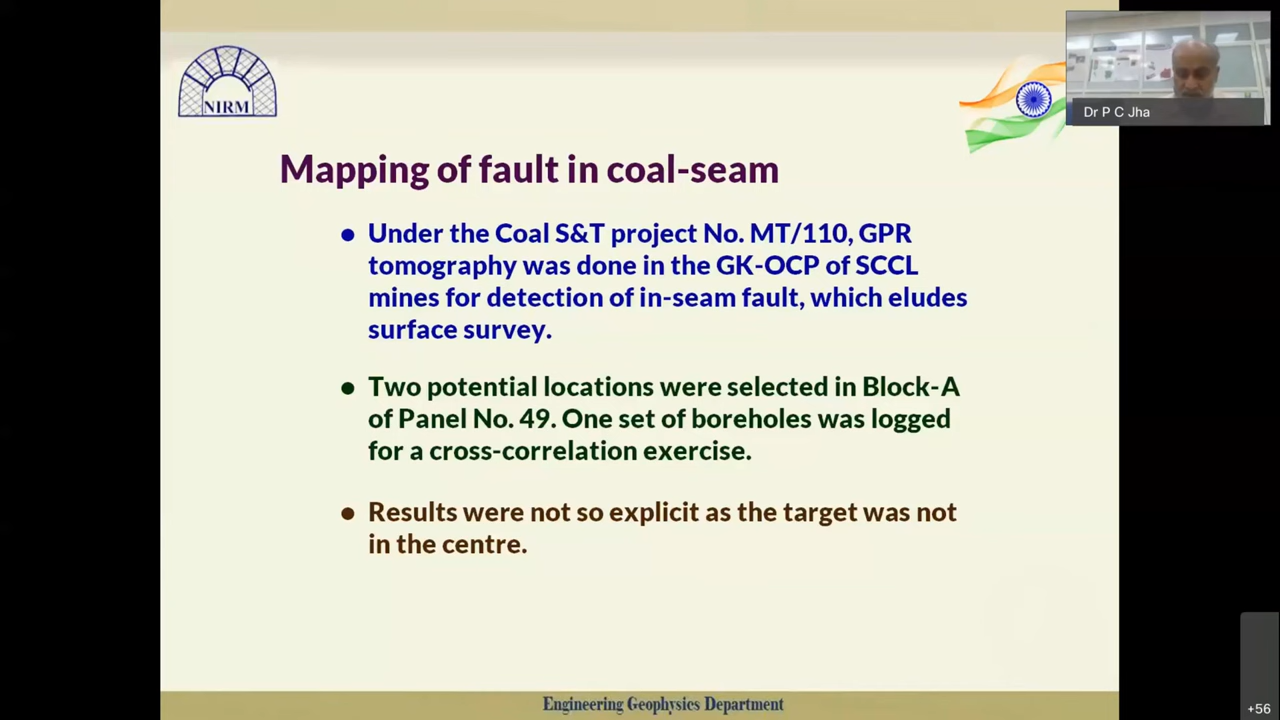 NIRM
Dr P C Jha
Mapping of fault in coal-seam
• Under the Coal S&T project No. MT/110, GPR
tomography was done in the GK-OCP of SCCL
mines for detection of in-seam fault, which eludes
surface survey.
• Two potential locations were selected in Block-A
of Panel No. 49. One set of boreholes was logged
for a cross-correlation exercise.
• Results were not so explicit as the target was not
in the centre.
Engineering Geophysics Department
+56